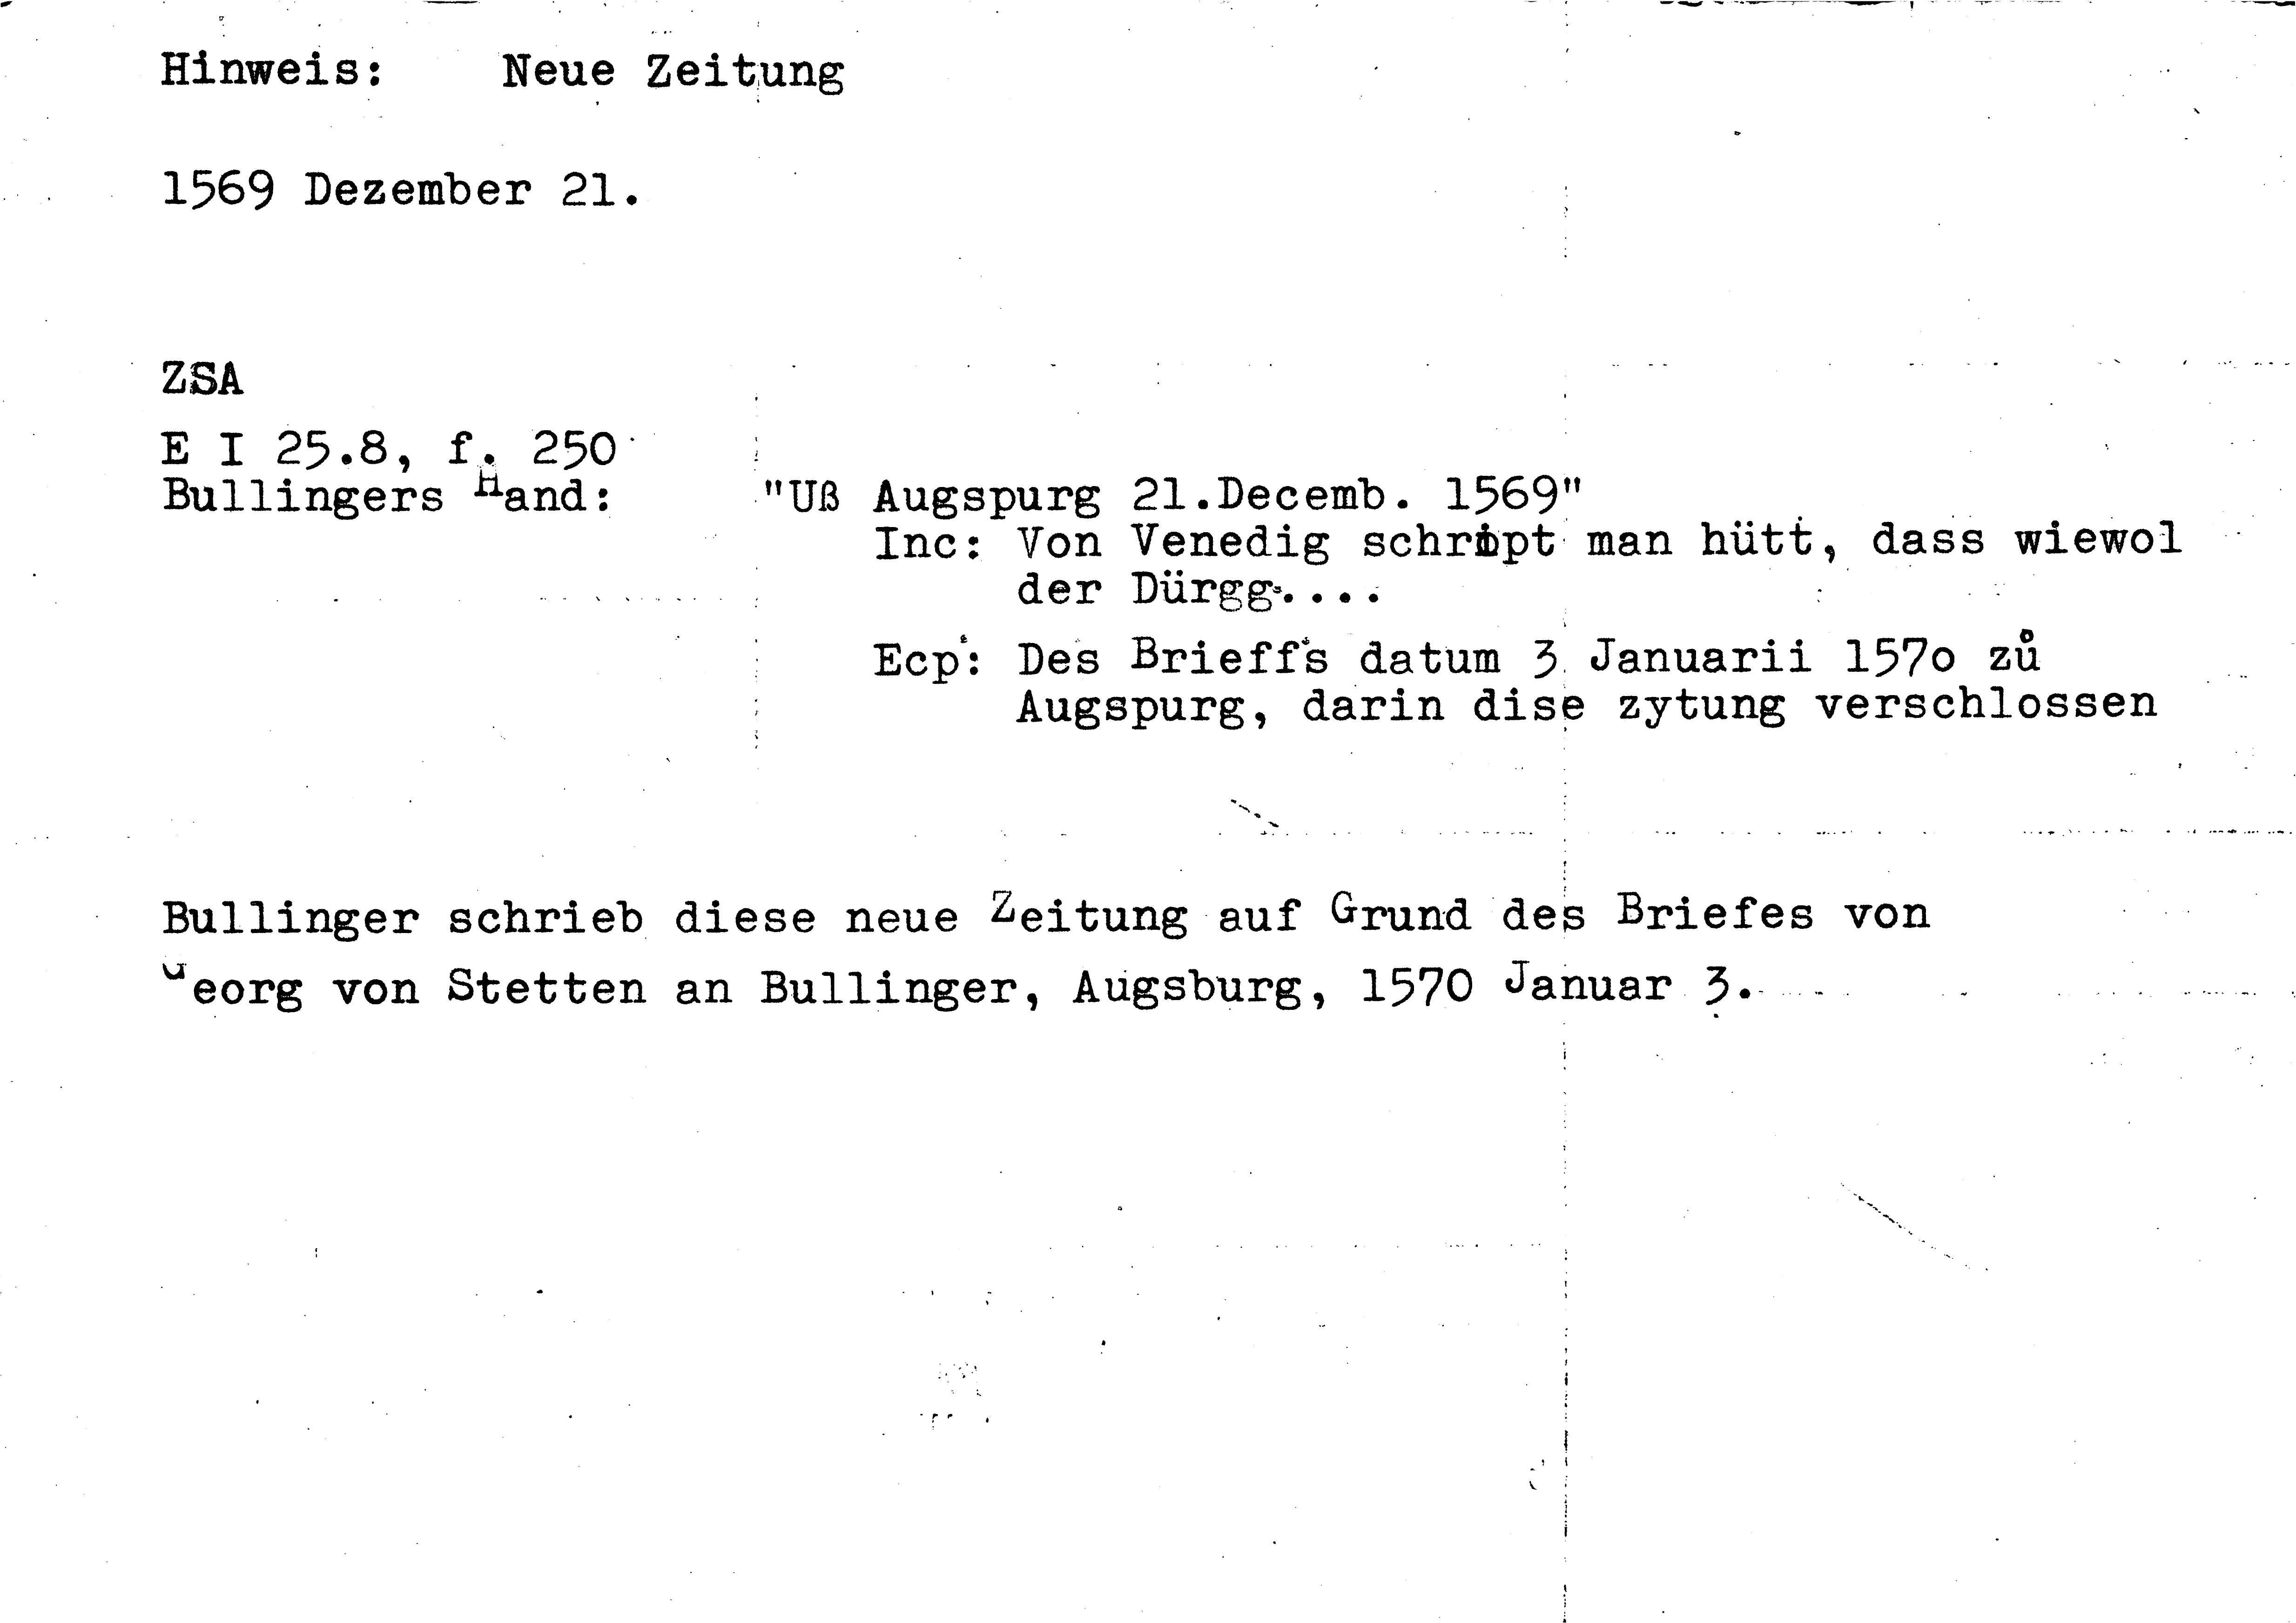 Hinweis: Neue Zeitung
1569 Dezember 21.
ZSA
E I 25.8, f. 250
Bullingers Hand: "Uß Augspurg 21.Decemb. 1569"
Inc: Von Venedig schript man hütt, dass wiewol
der Dürgg....
Ecp: Des Brieffs datum 3 Januarii 1570 zů
Augspurg, darin dise zytung verschlossen
Bullinger schrieb diese neue Zeitung auf Grund des Briefes von
Georg von Stetten an Bullinger, Augsburg, 1570 Januar 3.